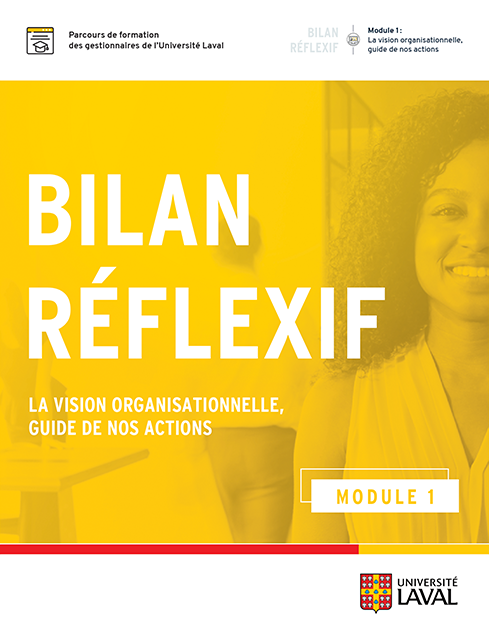 Parcours de formation
des gestionnaires de l'Université Laval
BILAN
RÉFLEXIF
Module 1 :
La vision organisationnelle,
guide de nos actions
BILAN
RÉFLEXIF
LA VISION ORGANISATIONNELLE,
GUIDE DE NOS ACTIONS
MODULE 1
UNIVERSITÉ
LAVAL